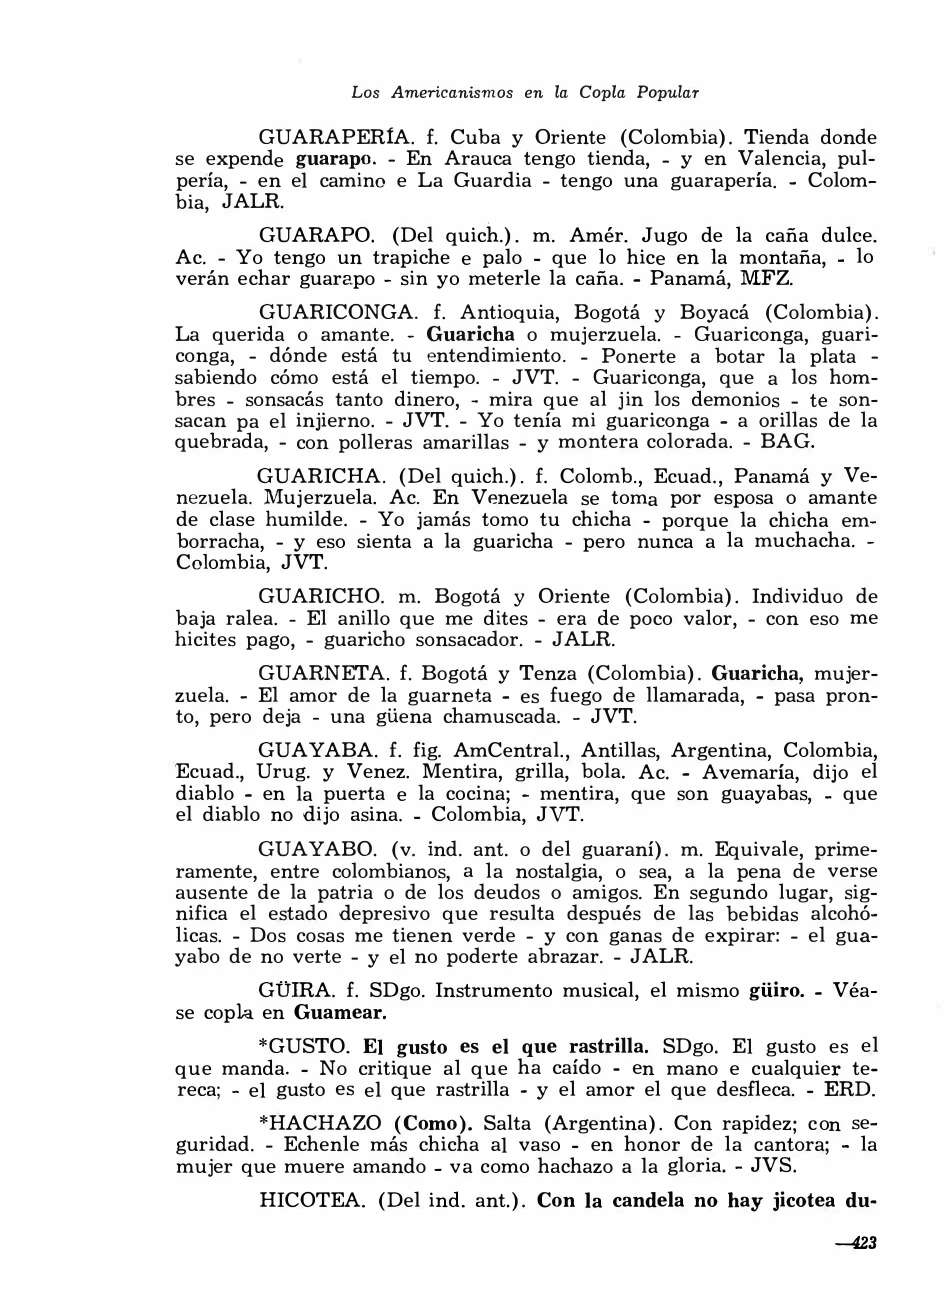 Los Americanismos en la Copla Popular
GUARAPERÍA. f. Cuba y Oriente (Colombia). Tienda donde
se expende guarapo. - En Arauca tengo tienda, - y en Valencia, pul-
pería, - en el camino e La Guardia - tengo una guarapería. - Colom-
bia, JALR.
GUARAPO. (Del quich.). m. Amér. Jugo de la caña dulce.
Ac. - Yo tengo un trapiche e palo - que lo hice en la montaña, - lo
verán echar guarapo - sin yo meterle la caña. - Panamá, MFZ.
GUARICONGA. f. Antioquia, Bogotá y Boyacá (Colombia).
La querida o amante. - Guaricha o mujerzuela. - Guariconga, guari-
conga, - dónde está tu entendimiento. - Ponerte a botar la plata -
sabiendo cómo está el tiempo. - JVT. - Guariconga, que a los hom-
bres - sonsacás tanto dinero, - mira que al jin los demonios - te son-
sacan pa el injierno. - JVT. - Yo tenía mi guariconga - a orillas de la
quebrada, - con polleras amarillas - y montera colorada. - BAG.
GUARICHA. (Del quich.). f. Colomb., Ecuad., Panamá y Ve-
nezuela. Mujerzuela. Ac. En Venezuela se toma por esposa o amante
de clase humilde. - Yo jamás tomo tu chicha - porque la chicha em-
borracha, - y eso sienta a la guaricha - pero nunca a la muchacha. -
Colombia, JVT.
GUARICHO. m. Bogotá y Oriente (Colombia). Individuo de
baja ralea. - El anillo que me dites - era de poco valor, - con eso me
hicites pago, - guaricho sonsacador. - JALR.
GUARNETA. f. Bogotá y Tenza (Colombia). Guaricha, mujer-
zuela. - El amor de la guarneta - es fuego de llamarada, - pasa pron-
to, pero deja - una güena chamuscada. - JVT.
GUAYABA. f. fig. AmCentral., Antillas, Argentina, Colombia,
Ecuad., Urug. y Venez. Mentira, grilla, bola. Ac. - Avemaría, dijo el
diablo - en la puerta e la cocina; - mentira, que son guayabas, - que
el diablo no dijo asina. - Colombia, JVT.
GUAYABO. (v. ind. ant. o del guaraní). m. Equivale, prime-
ramente, entre colombianos, a la nostalgia, o sea, a la pena de verse
ausente de la patria o de los deudos o amigos. En segundo lugar, sig-
nifica el estado depresivo que resulta después de las bebidas alcohó-
licas. - Dos cosas me tienen verde - y con ganas de expirar: - el gua-
yabo de no verte - y el no poderte abrazar. - JALR.
GÜIRA. f. SDgo. Instrumento musical, el mismo güiro. - Véa-
se copla en Guamear.
*GUSTO. El gusto es el que rastrilla. SDgo. El gusto es el
que manda. - No critique al que ha caído - en mano e cualquier te-
reca; - el gusto es el que rastrilla - y el amor el que desfleca. - ERD.
*HACHAZO (Como). Salta (Argentina). Con rapidez; con se-
guridad. - Echenle más chicha al vaso - en honor de la cantora; - la
mujer que muere amando - va como hachazo a la gloria. - JVS.
HICOTEA. (Del ind. ant.). Con la candela no hay jicotea du-
—423